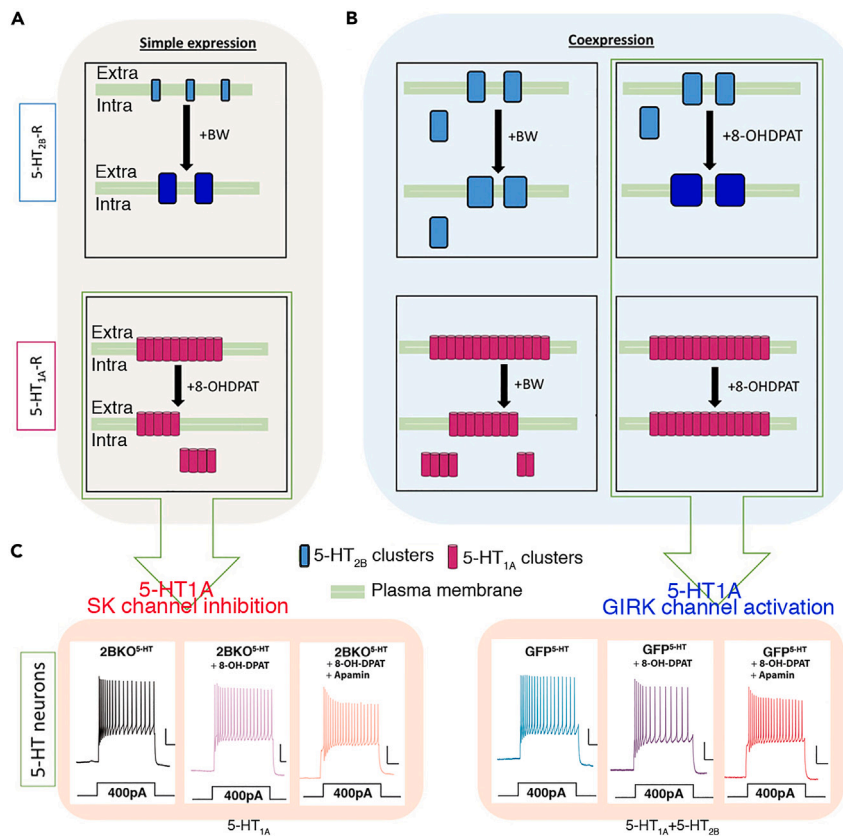 A
Simple expression
5-HT2B-R
Extra
Intra
+BW
Extra
Intra
5-HT1A-R
Extra
Intra
+8-OHDPAT
Extra
Intra
B
Coexpression
+BW
+8-OHDPAT
+BW
+8-OHDPAT
C
5-HT2B clusters
5-HT1A clusters
Plasma membrane
5-HT1A
SK channel inhibition
5-HT1A
GIRK channel activation
5-HT neurons
2BKO5-HT
400pA
2BKO5-HT
+ 8-OH-DPAT
400pA
2BKO5-HT
+ 8-OH-DPAT
+ Apamin
400pA
5-HT1A
GFP5-HT
400pA
GFP5-HT
+ 8-OH-DPAT
400pA
GFP5-HT
+ 8-OH-DPAT
+ Apamin
400pA
5-HT1A+5-HT2B